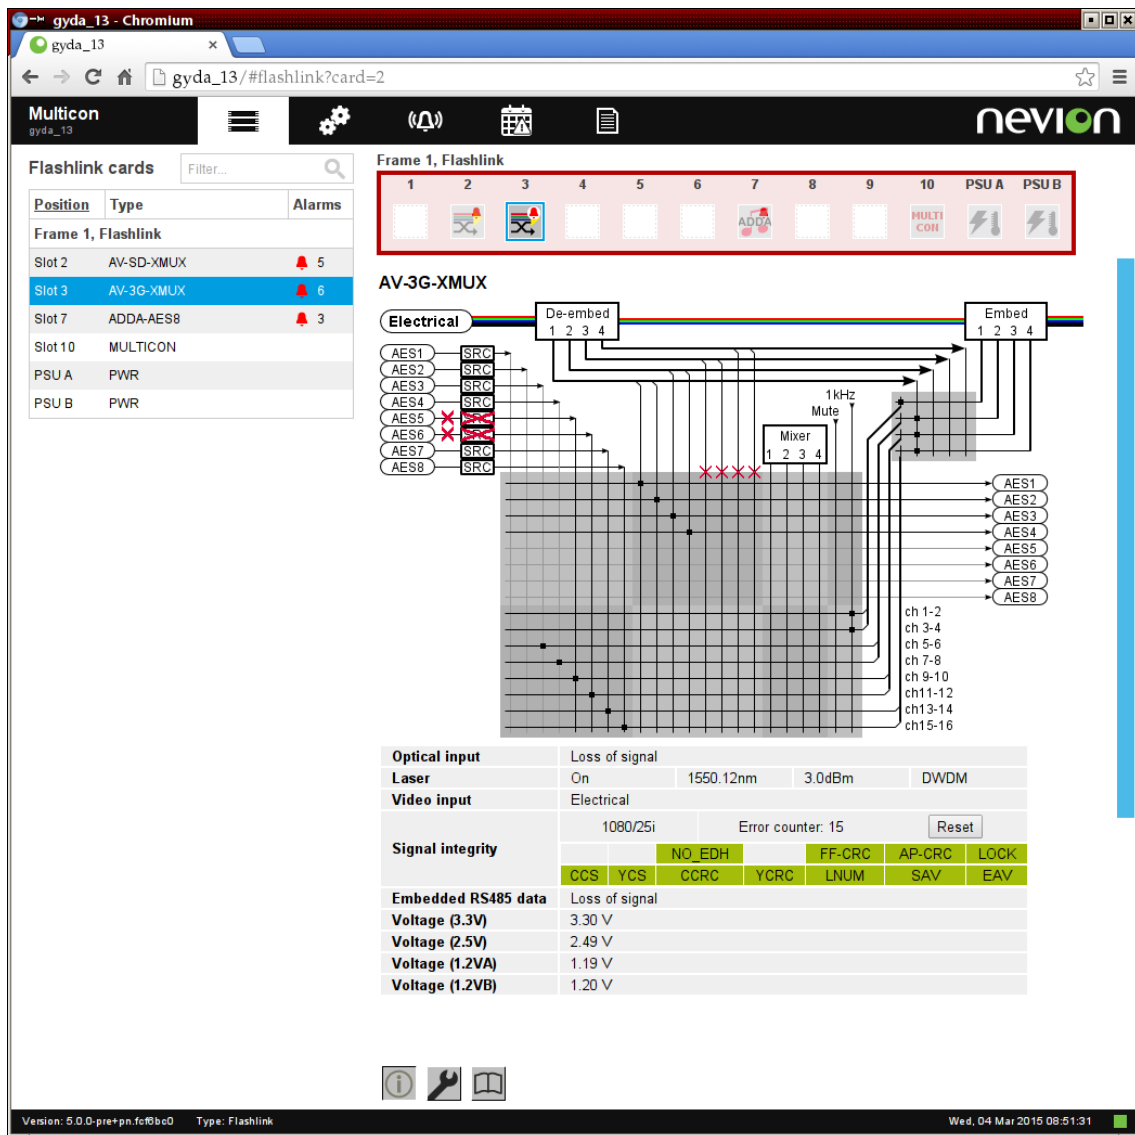 gyda_13 - Chromium
gyda_13
gyda_13/#flashlink?card=2
Multicon
gyda_13
nevion
Flashlink cards
Filter...
Position Type Alarms
Frame 1, Flashlink
Slot 2 AV-SD-XMUX 5
Slot 3 AV-3G-XMUX 6
Slot 7 ADDA-AES8 3
Slot 10 MULTICON
PSU A PWR
PSU B PWR
Frame 1, Flashlink
1 2 3 4 5 6 7 8 9 10 PSU A PSU B
ADDA
MULTI
CON
AV-3G-XMUX
Electrical
De-embed
1 2 3 4
Embed
1 2 3 4
AES1 SRC
AES2 SRC
AES3 SRC
AES4 SRC
AES5
AES6
AES7 SRC
AES8 SRC
1kHz
Mute
Mixer
1 2 3 4
AES1
AES2
AES3
AES4
AES5
AES6
AES7
AES8
ch 1-2
ch 3-4
ch 5-6
ch 7-8
ch 9-10
ch11-12
ch13-14
ch15-16
Optical input Loss of signal
Laser On 1550.12nm 3.0dBm DWDM
Video input Electrical
Signal integrity
1080/25i Error counter: 15 Reset
NO_EDH FF-CRC AP-CRC LOCK
CCS YCS CCRC YCRC LNUM SAV EAV
Embedded RS485 data Loss of signal
Voltage (3.3V) 3.30 V
Voltage (2.5V) 2.49 V
Voltage (1.2VA) 1.19 V
Voltage (1.2VB) 1.20 V
Version: 5.0.0-pre+pn.fcf6bc0 Type: Flashlink Wed, 04 Mar 2015 08:51:31